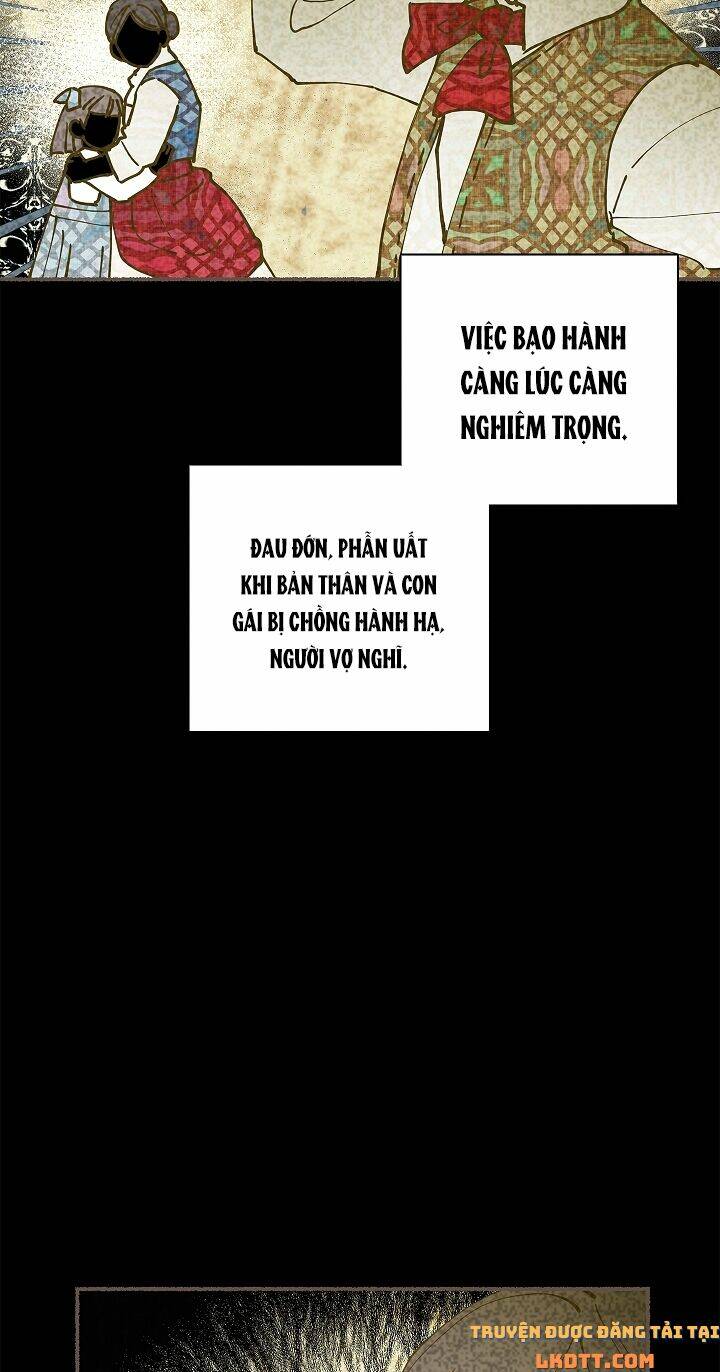 VIỆC BẠO HÀNH
CÀNG LÚC CÀNG
NGHIÊM TRỌNG.
ĐAU ĐỚN, PHẪN UẤT
KHI BẢN THÂN VÀ CON
GÁI BỊ CHỒNG HÀNH HẠ,
NGƯỜI VỢ NGHĨ.
TRUYỆN ĐƯỢC ĐĂNG TẢI TẠI
LKDTT.COM